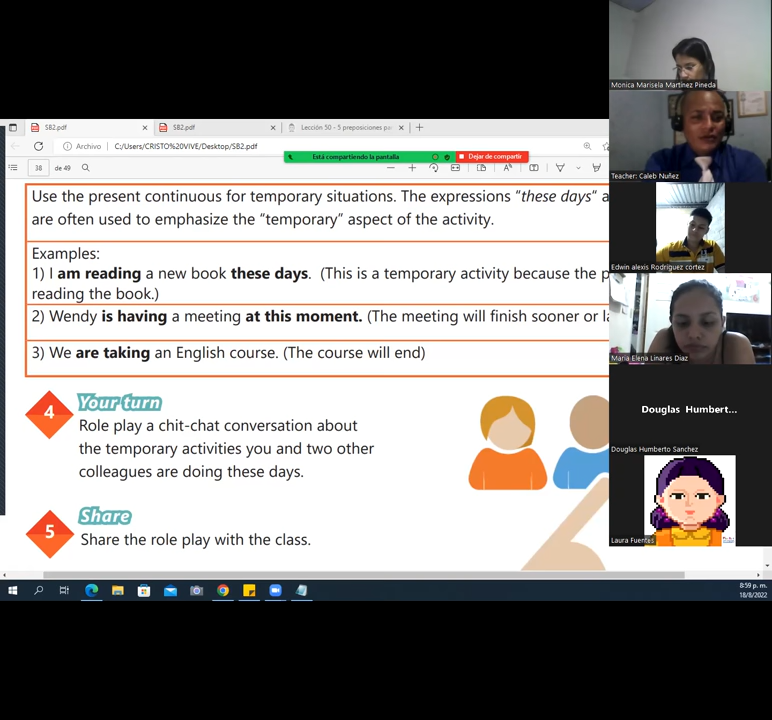 Monica Marisela Martinez Pineda
SB2.pdf
SB2.pdf
Lección 50 - 5 preposiciones pa
Archivo
C:/Users/CRISTO%20VIVE/Desktop/SB2.pdf
Está compartiendo la pantalla
Dejar de compartir
38 de 49
Teacher: Caleb Nuñez
Use the present continuous for temporary situations. The expressions "these days" a
are often used to emphasize the "temporary" aspect of the activity.
Examples:
1) I am reading a new book these days. (This is a temporary activity because the p
reading the book.)
2) Wendy is having a meeting at this moment. (The meeting will finish sooner or la
3) We are taking an English course. (The course will end)
Edwin alexis Rodriguez cortez
Maria Elena Linares Diaz
4
Your turn
Role play a chit-chat conversation about
the temporary activities you and two other
colleagues are doing these days.
5
Share
Share the role play with the class.
Douglas Humbert...
Douglas Humberto Sanchez
Laura Fuentes
8:59 p. m.
18/8/2022